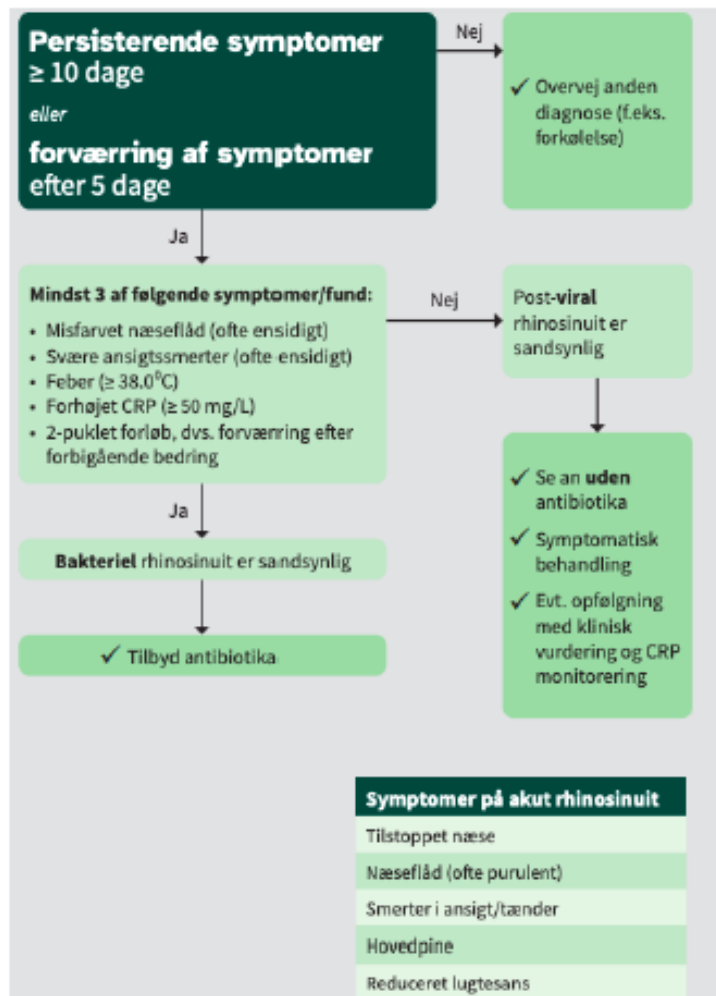 Persisterende symptomer
≥ 10 dage
eller
forværring af symptomer
efter 5 dage
Nej
✓ Overvej anden
diagnose (f.eks.
forkølelse)
Ja
Mindst 3 af følgende symptomer/fund:
• Misfarvet næseflåd (ofte ensidigt)
• Svære ansigtssmerter (ofte ensidigt)
• Feber (≥ 38.0⁰C)
• Forhøjet CRP (≥ 50 mg/L)
• 2-puklet forløb, dvs. forværring efter
forbigående bedring
Nej
Post-viral
rhinosinuit er
sandsynlig
✓ Se an uden
antibiotika
✓ Symptomatisk
behandling
✓ Evt. opfølgning
med klinisk
vurdering og CRP
monitorering
Ja
Bakteriel rhinosinuit er sandsynlig
✓ Tilbyd antibiotika
Symptomer på akut rhinosinuit
Tilstoppet næse
Næseflåd (ofte purulent)
Smerter i ansigt/tænder
Hovedpine
Reduceret lugtesans